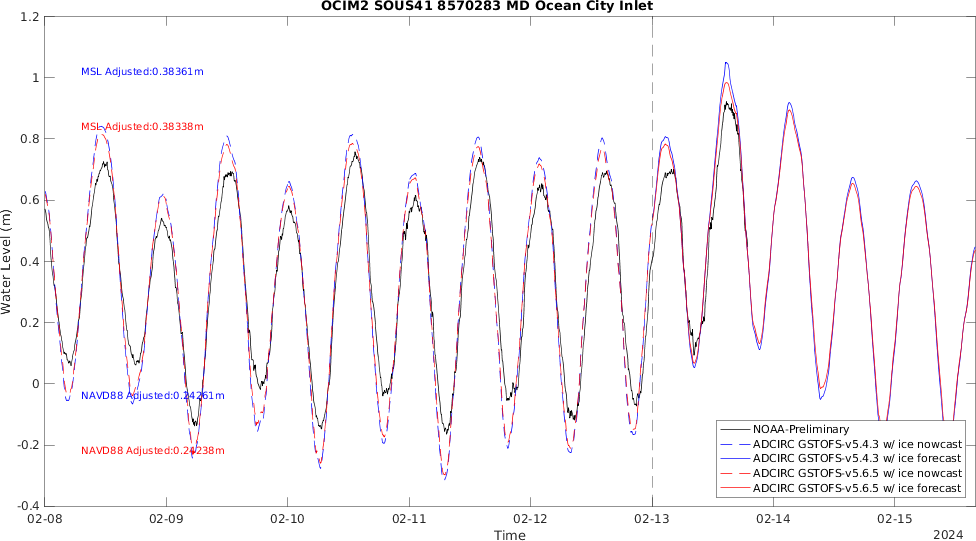 OCIM2 SOUS41 8570283 MD Ocean City Inlet
1.2
1
0.8
0.6
0.4
0.2
0
-0.2
-0.4
Water Level (m)
MSL Adjusted:0.38361m
MSL Adjusted:0.38338m
NAVD88 Adjusted:0.24261m
NAVD88 Adjusted:0.24238m
NOAA-Preliminary
ADCIRC GSTOFS-v5.4.3 w/ ice nowcast
ADCIRC GSTOFS-v5.4.3 w/ ice forecast
ADCIRC GSTOFS-v5.6.5 w/ ice nowcast
ADCIRC GSTOFS-v5.6.5 w/ ice forecast
02-08 02-09 02-10 02-11 02-12 02-13 02-14 02-15
Time
2024